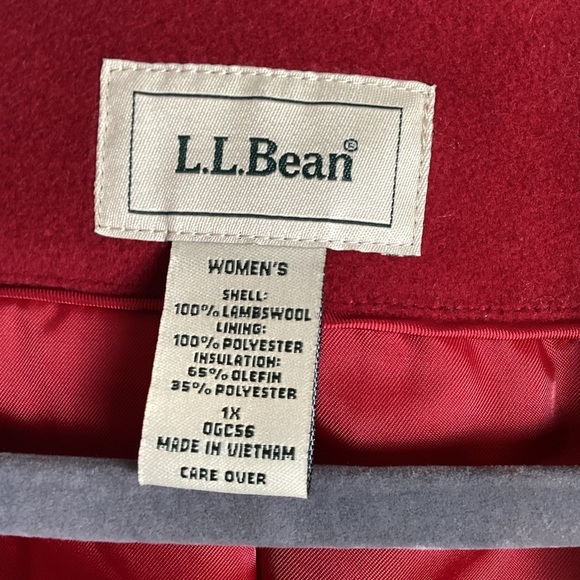 L.L.Bean®
WOMEN'S
SHELL:
100% LAMBSWOOL
LINING:
100% POLYESTER
INSULATION:
65% OLEFIN
35% POLYESTER
1X
0GC56
MADE IN VIETNAM
CARE OVER